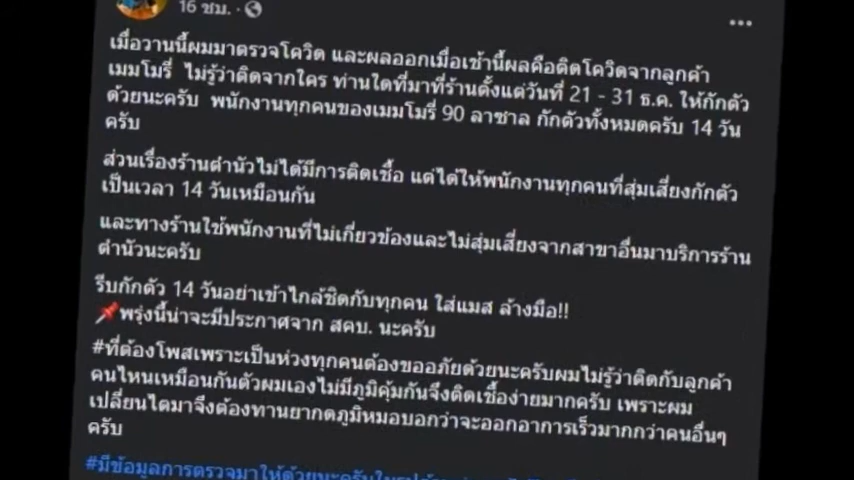 16 ชม. ·
เมื่อวานนี้ผมมาตรวจโควิด และผลออกเมื่อเช้านี้ผลคือติดโควิดจากลูกค้า
เมมโมรี่ ไม่รู้ว่าติดจากใคร ท่านใดที่มาที่ร้านตั้งแต่วันที่ 21 - 31 ธ.ค. ให้กักตัว
ด้วยนะครับ พนักงานทุกคนของเมมโมรี่ 90 ลาซาล กักตัวทั้งหมดครับ 14 วัน
ครับ
ส่วนเรื่องร้านตำนัวไม่ได้มีการติดเชื้อ แต่ได้ให้พนักงานทุกคนที่สุ่มเสี่ยงกักตัว
เป็นเวลา 14 วันเหมือนกัน
และทางร้านใช้พนักงานที่ไม่เกี่ยวข้องและไม่สุ่มเสี่ยงจากสาขาอื่นมาบริการร้าน
ตำนัวนะครับ
รีบกักตัว 14 วันอย่าเข้าใกล้ชิดกับทุกคน ใส่แมส ล้างมือ!!
📌พรุ่งนี้น่าจะมีประกาศจาก สคบ. นะครับ
#ที่ต้องโพสเพราะเป็นห่วงทุกคนต้องขออภัยด้วยนะครับผมไม่รู้ว่าติดกับลูกค้า
คนไหนเหมือนกันตัวผมเองไม่มีภูมิคุ้มกันจึงติดเชื้อง่ายมากครับ เพราะผม
เปลี่ยนไตมาจึงต้องทานยากดภูมิหมอบอกว่าจะออกอาการเร็วมากกว่าคนอื่นๆ
ครับ
#มีข้อมูลการตรวจมาให้ด้วยนะครับ